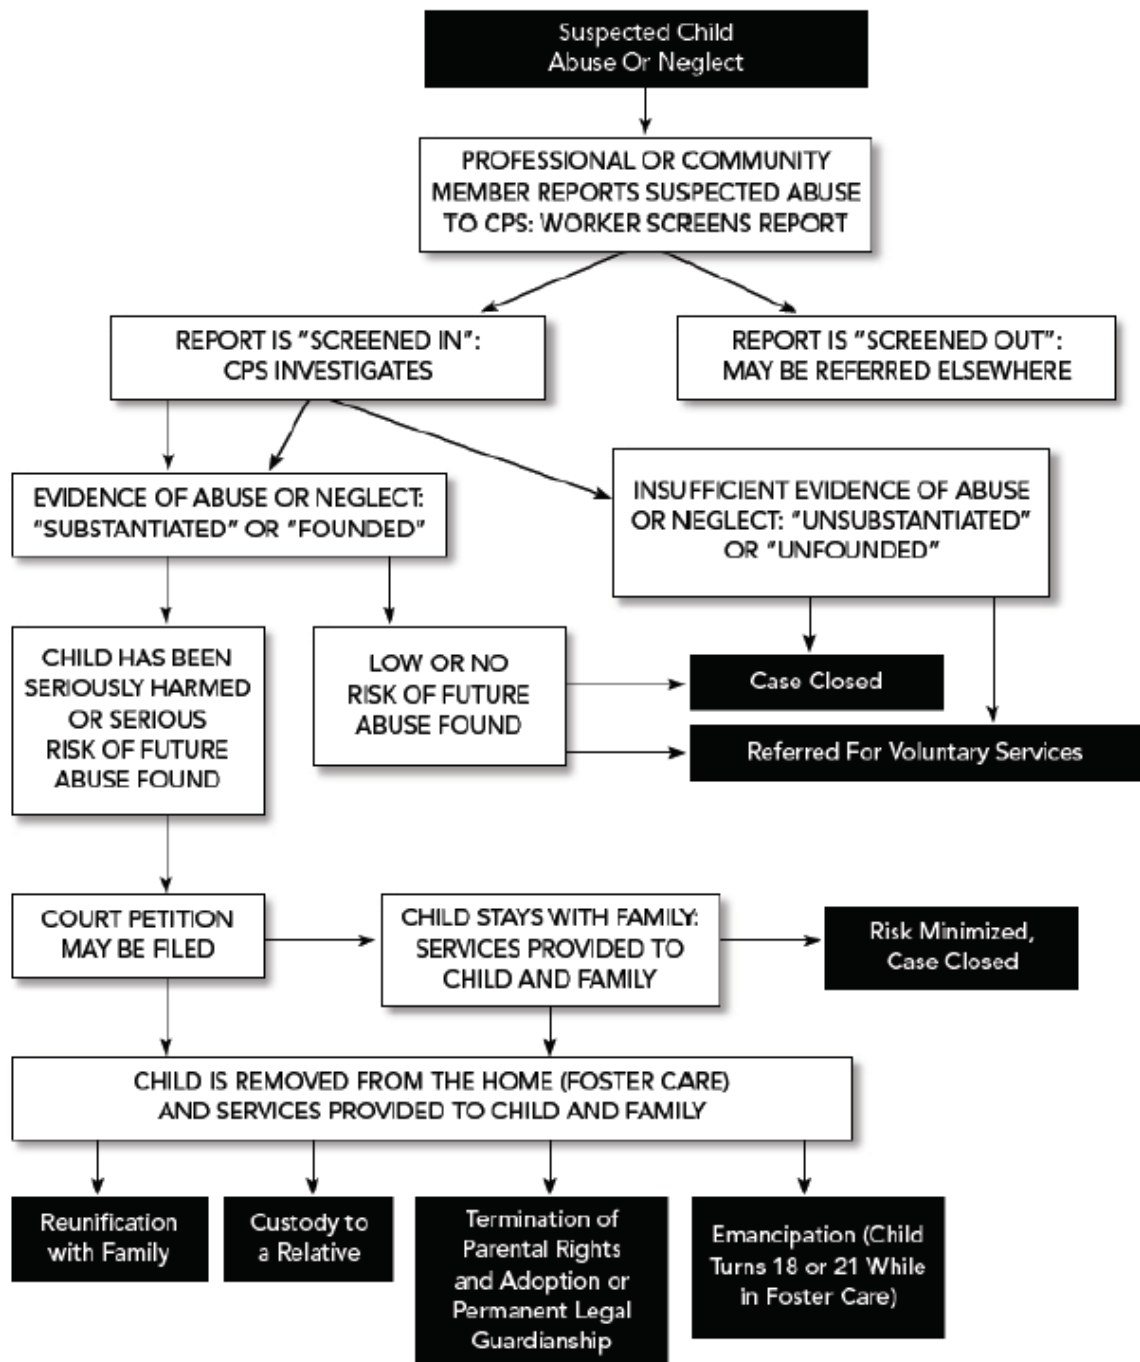 Suspected Child
Abuse Or Neglect
PROFESSIONAL OR COMMUNITY
MEMBER REPORTS SUSPECTED ABUSE
TO CPS: WORKER SCREENS REPORT
REPORT IS "SCREENED IN":
CPS INVESTIGATES
REPORT IS "SCREENED OUT":
MAY BE REFERRED ELSEWHERE
EVIDENCE OF ABUSE OR NEGLECT:
"SUBSTANTIATED" OR "FOUNDED"
INSUFFICIENT EVIDENCE OF ABUSE
OR NEGLECT: "UNSUBSTANTIATED"
OR "UNFOUNDED"
CHILD HAS BEEN
SERIOUSLY HARMED
OR SERIOUS
RISK OF FUTURE
ABUSE FOUND
LOW OR NO
RISK OF FUTURE
ABUSE FOUND
Case Closed
Referred For Voluntary Services
COURT PETITION
MAY BE FILED
CHILD STAYS WITH FAMILY:
SERVICES PROVIDED TO
CHILD AND FAMILY
Risk Minimized,
Case Closed
CHILD IS REMOVED FROM THE HOME (FOSTER CARE)
AND SERVICES PROVIDED TO CHILD AND FAMILY
Reunification
with Family
Custody to
a Relative
Termination of
Parental Rights
and Adoption or
Permanent Legal
Guardianship
Emancipation (Child
Turns 18 or 21 While
in Foster Care)